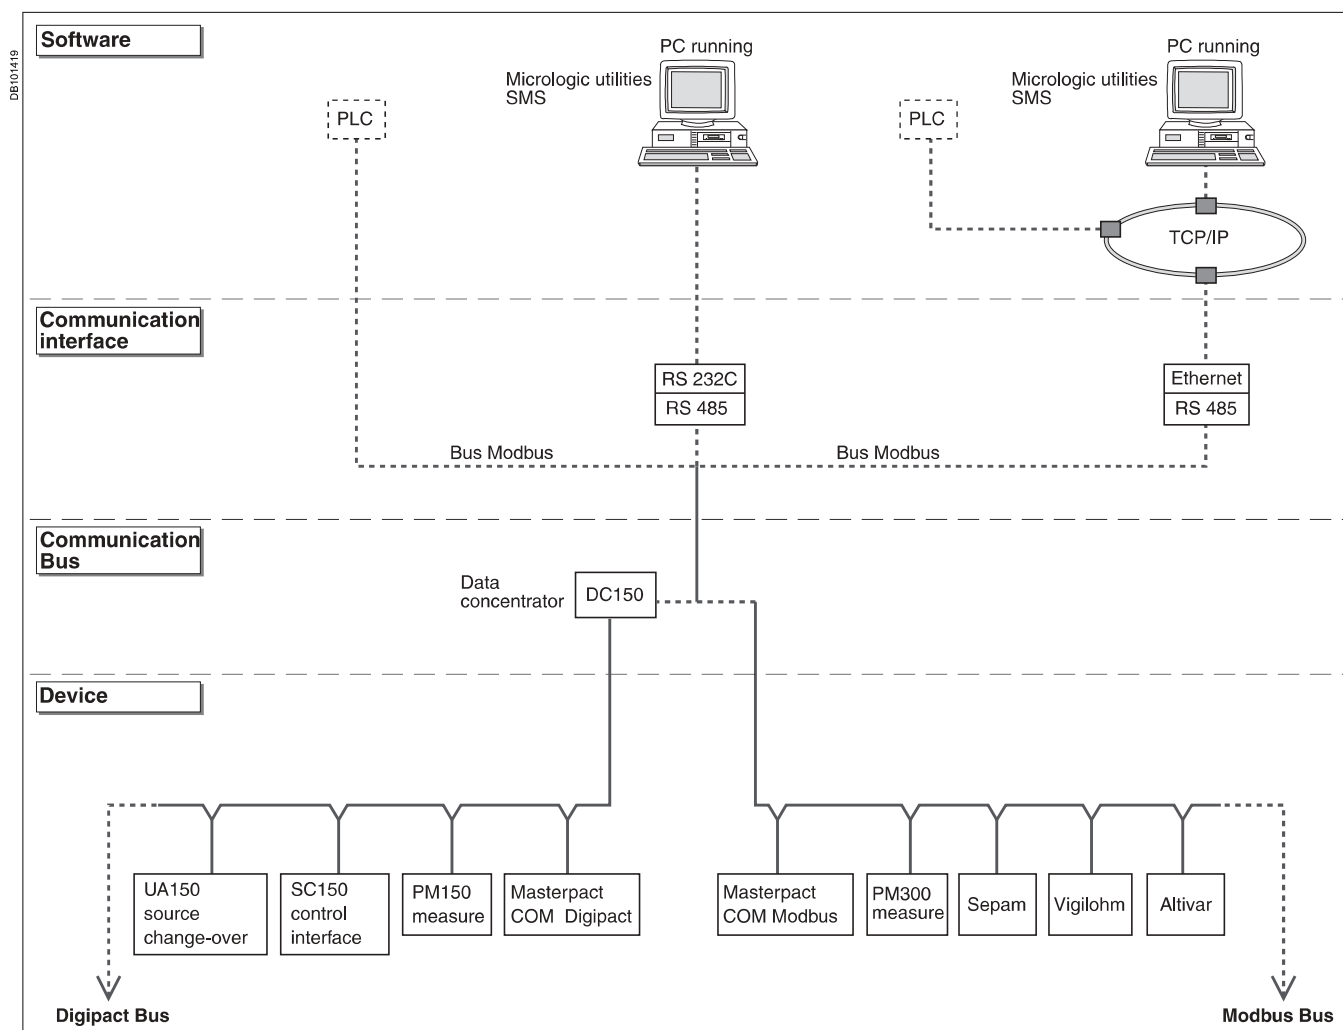 DB101419
Software
PC running
Micrologic utilities
SMS
PLC
PC running
Micrologic utilities
SMS
PLC
TCP/IP
Communication
interface
RS 232C
RS 485
Ethernet
RS 485
Bus Modbus
Bus Modbus
Communication
Bus
Data
concentrator
DC150
Device
UA150
source
change-over
SC150
control
interface
PM150
measure
Masterpact
COM Digipact
Masterpact
COM Modbus
PM300
measure
Sepam
Vigilohm
Altivar
Digipact Bus
Modbus Bus